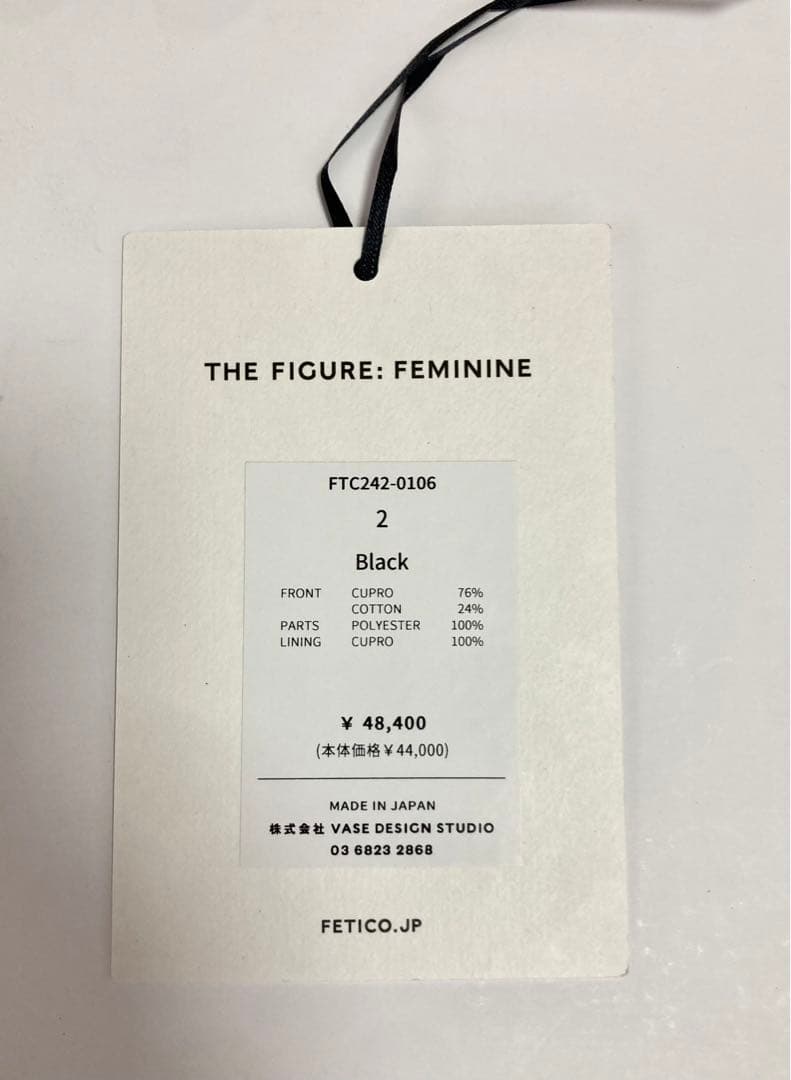 THE FIGURE: FEMININE
FTC242-0106
2
Black
FRONT CUPRO 76%
COTTON 24%
PARTS POLYESTER 100%
LINING CUPRO 100%
¥ 48,400
(本体価格¥44,000)
MADE IN JAPAN
株式会社 VASE DESIGN STUDIO
03 6823 2868
FETICO.JP